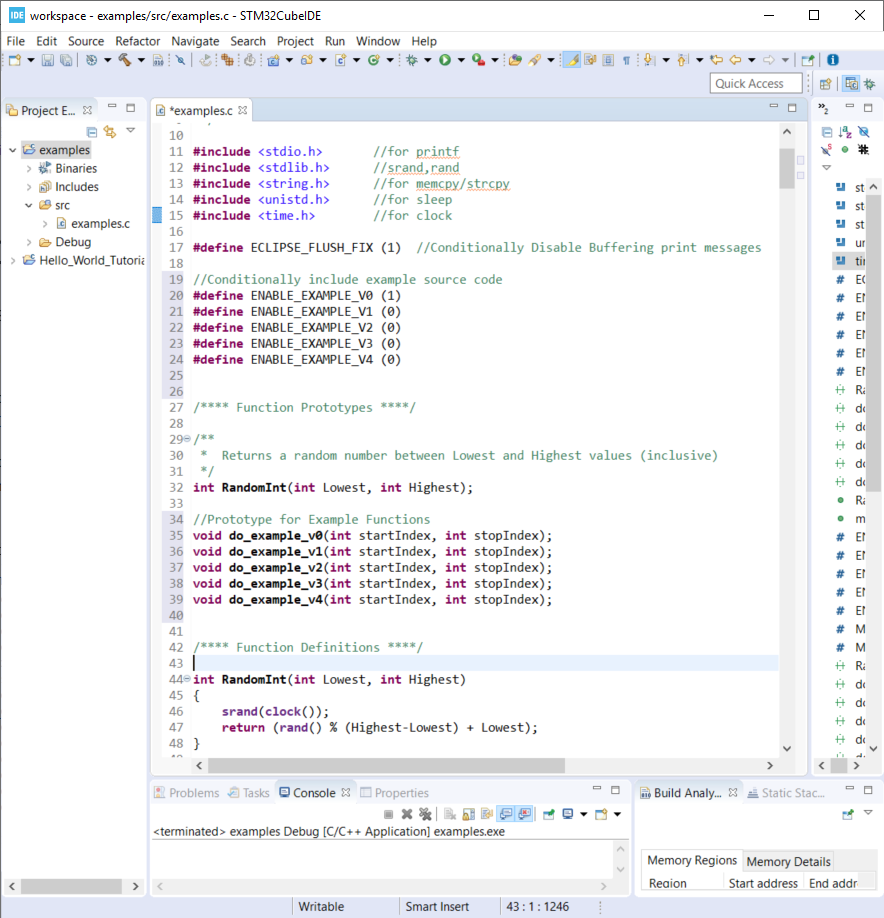 IDE workspace - examples/src/examples.c - STM32CubeIDE
File Edit Source Refactor Navigate Search Project Run Window Help
Quick Access
Project E...
examples
Binaries
Includes
src
examples.c
Debug
Hello_World_Tutoria
*examples.c
10
11 #include <stdio.h> //for printf
12 #include <stdlib.h> //srand,rand
13 #include <string.h> //for memcpy/strcpy
14 #include <unistd.h> //for sleep
15 #include <time.h> //for clock
16
17 #define ECLIPSE_FLUSH_FIX (1) //Conditionally Disable Buffering print messages
18
19 //Conditionally include example source code
20 #define ENABLE_EXAMPLE_V0 (1)
21 #define ENABLE_EXAMPLE_V1 (0)
22 #define ENABLE_EXAMPLE_V2 (0)
23 #define ENABLE_EXAMPLE_V3 (0)
24 #define ENABLE_EXAMPLE_V4 (0)
25
26
27 /**** Function Prototypes ****/
28
29 /**
30 * Returns a random number between Lowest and Highest values (inclusive)
31 */
32 int RandomInt(int Lowest, int Highest);
33
34 //Prototype for Example Functions
35 void do_example_v0(int startIndex, int stopIndex);
36 void do_example_v1(int startIndex, int stopIndex);
37 void do_example_v2(int startIndex, int stopIndex);
38 void do_example_v3(int startIndex, int stopIndex);
39 void do_example_v4(int startIndex, int stopIndex);
40
41
42 /**** Function Definitions ****/
43
44 int RandomInt(int Lowest, int Highest)
45 {
46 srand(clock());
47 return (rand() % (Highest-Lowest) + Lowest);
48 }
»2
st
st
st
ur
tir
# EC
# EN
# EN
# EN
# EN
# EN
Ra
do
do
do
do
do
Ra
m
# EN
# EN
# EN
# EN
# EN
# M
# M
Ra
do
do
do
do
Problems Tasks Console Properties
<terminated> examples Debug [C/C++ Application] examples.exe
Build Analy... Static Stac...
Memory Regions Memory Details
Region Start address End addr
Writable Smart Insert 43 : 1 : 1246